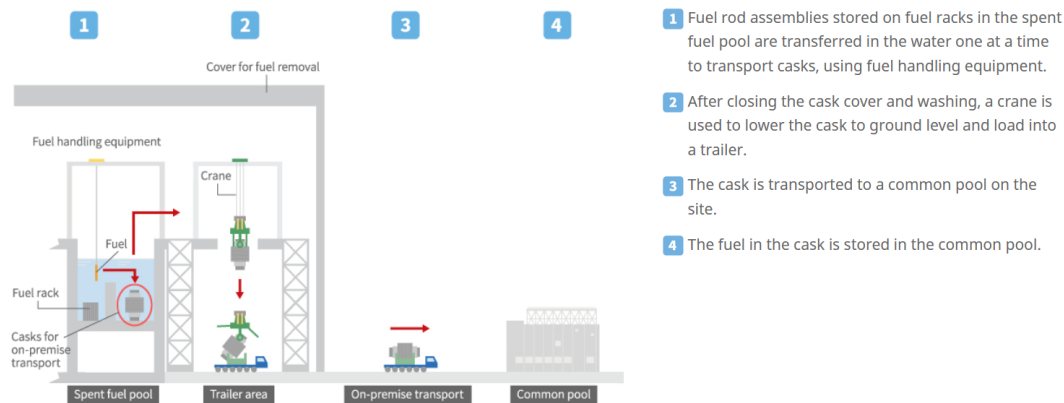 1
2
3
4
Cover for fuel removal
Fuel handling equipment
Crane
Fuel
Fuel rack
Casks for
on-premise
transport
Spent fuel pool
Trailer area
On-premise transport
Common pool
1 Fuel rod assemblies stored on fuel racks in the spent
fuel pool are transferred in the water one at a time
to transport casks, using fuel handling equipment.
2 After closing the cask cover and washing, a crane is
used to lower the cask to ground level and load into
a trailer.
3 The cask is transported to a common pool on the
site.
4 The fuel in the cask is stored in the common pool.